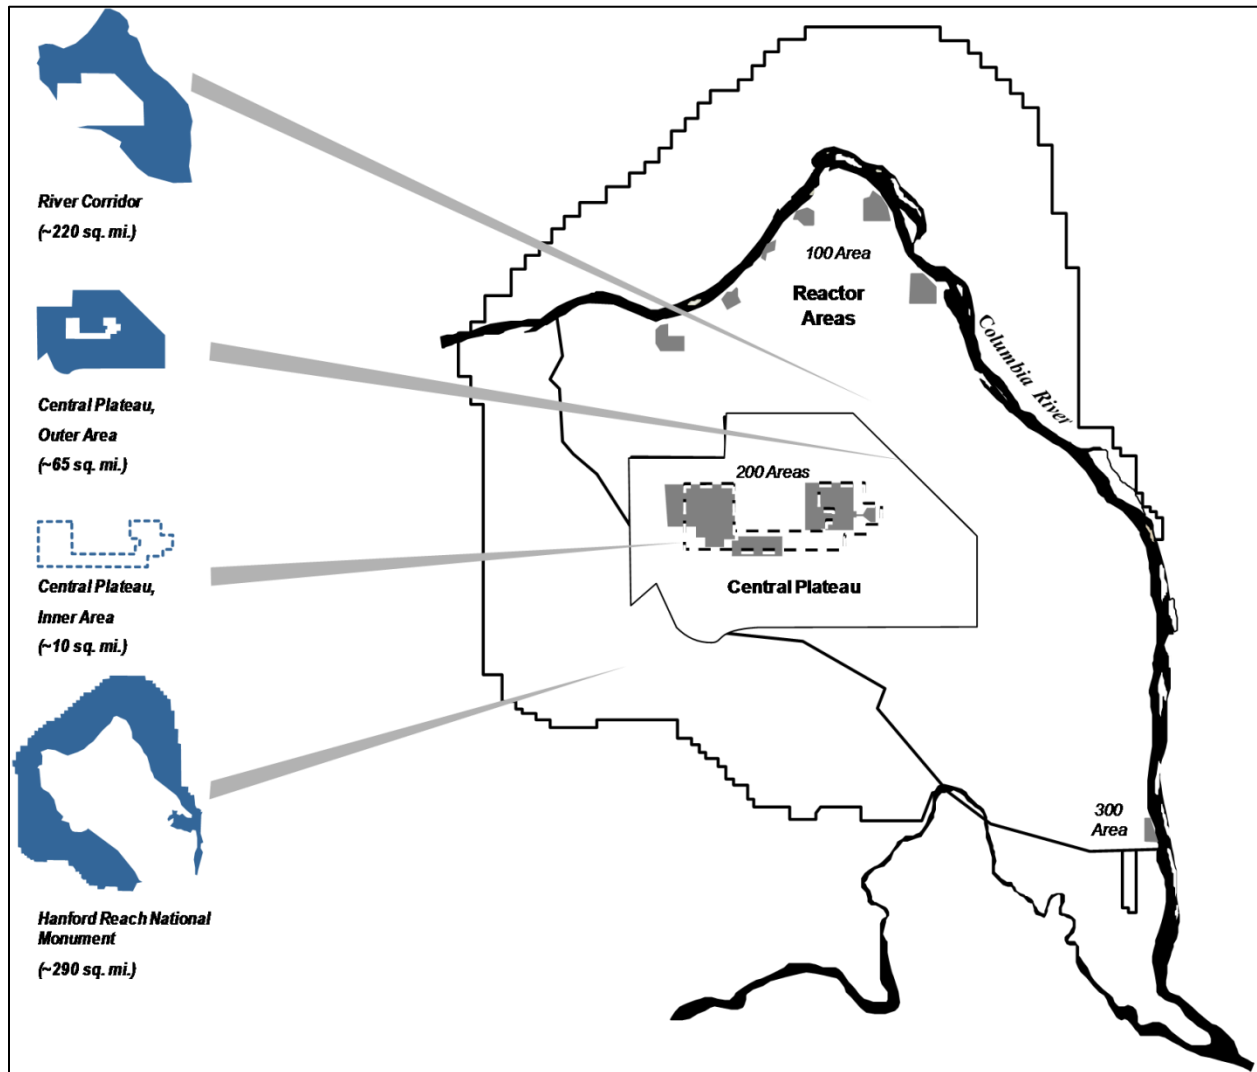 River Corridor
(~220 sq. mi.)
Central Plateau,
Outer Area
(~65 sq. mi.)
Central Plateau,
Inner Area
(~10 sq. mi.)
Hanford Reach National
Monument
(~290 sq. mi.)
100 Area
Reactor
Areas
Columbia River
200 Areas
Central Plateau
300
Area